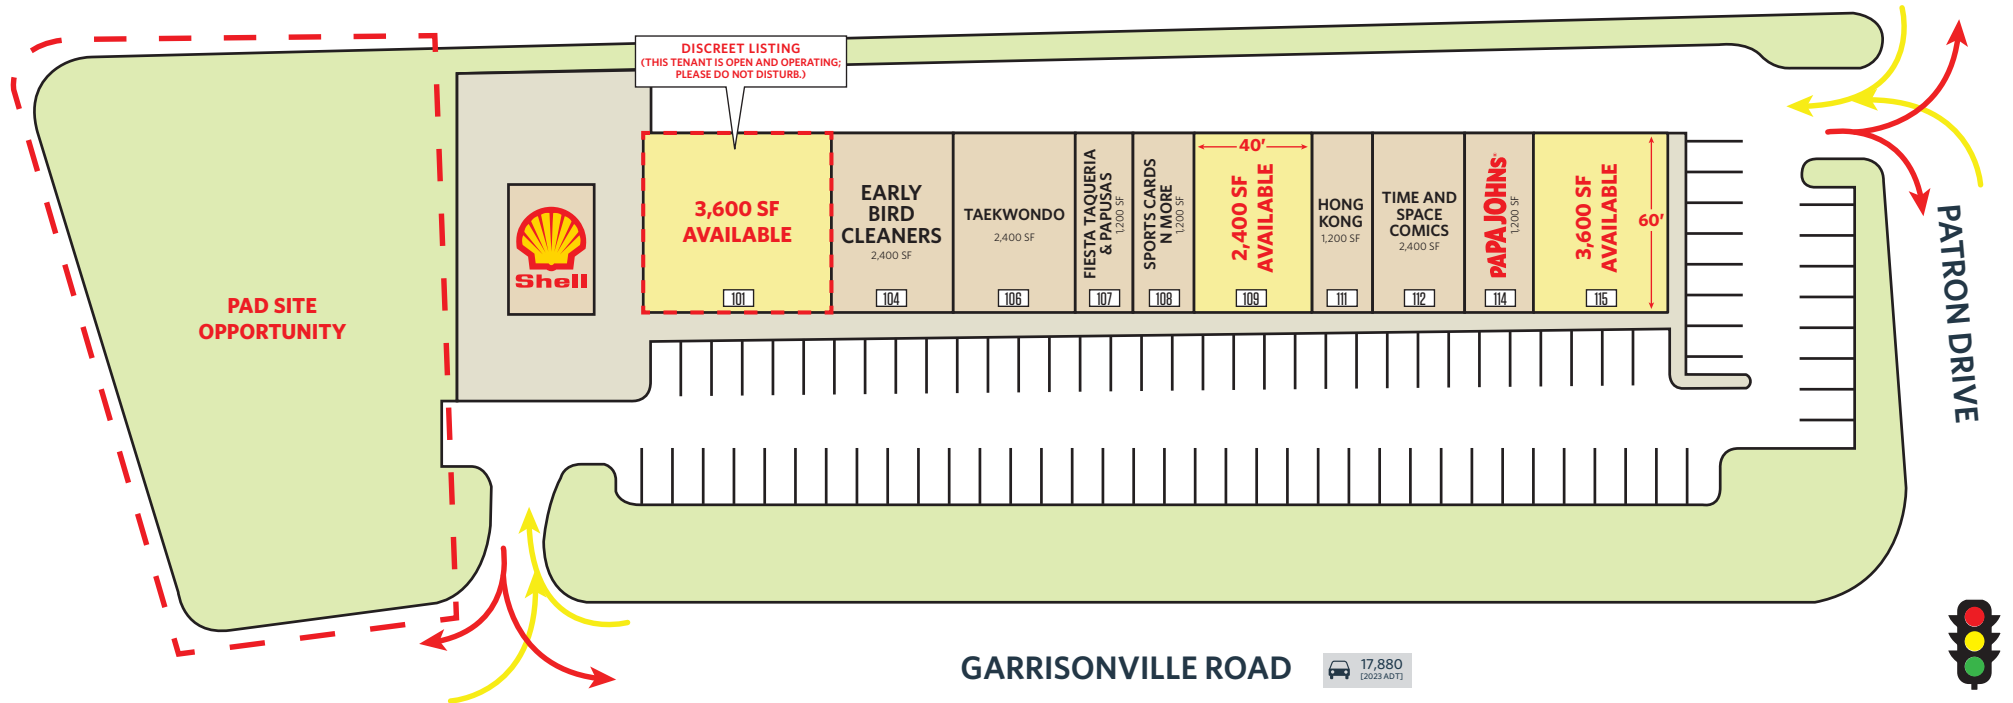 DISCREET LISTING
(THIS TENANT IS OPEN AND OPERATING;
PLEASE DO NOT DISTURB.)
PAD SITE
OPPORTUNITY
Shell
3,600 SF
AVAILABLE
101
EARLY
BIRD
CLEANERS
2,400 SF
104
TAEKWONDO
2,400 SF
106
FIESTA TAQUERIA
& PAPUSAS
1,200 SF
107
SPORTS CARDS
N MORE
1,200 SF
108
40'
2,400 SF
AVAILABLE
109
HONG
KONG
1,200 SF
111
TIME AND
SPACE
COMICS
2,400 SF
112
PAPA JOHNS
1,200 SF
114
3,600 SF
AVAILABLE
60'
115
PATRON DRIVE
GARRISONVILLE ROAD
17,880
[2023 ADT]